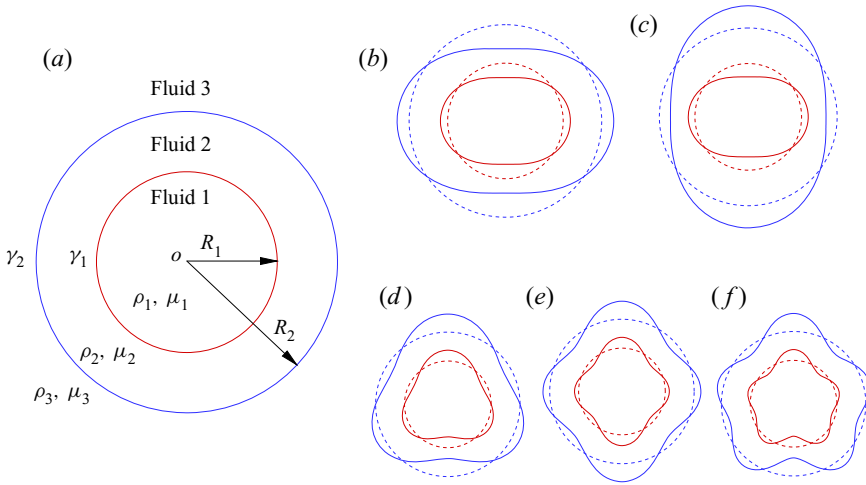 (a)
Fluid 3
Fluid 2
Fluid 1
γ₂
γ₁
o
R₁
R₂
ρ₁, μ₁
ρ₂, μ₂
ρ₃, μ₃
(b)
(c)
(d)
(e)
(f)